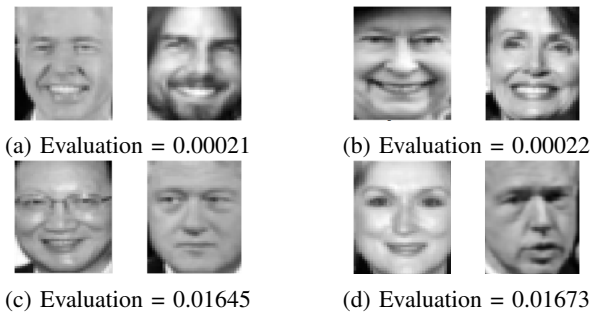 (a) Evaluation = 0.00021
(b) Evaluation = 0.00022
(c) Evaluation = 0.01645
(d) Evaluation = 0.01673